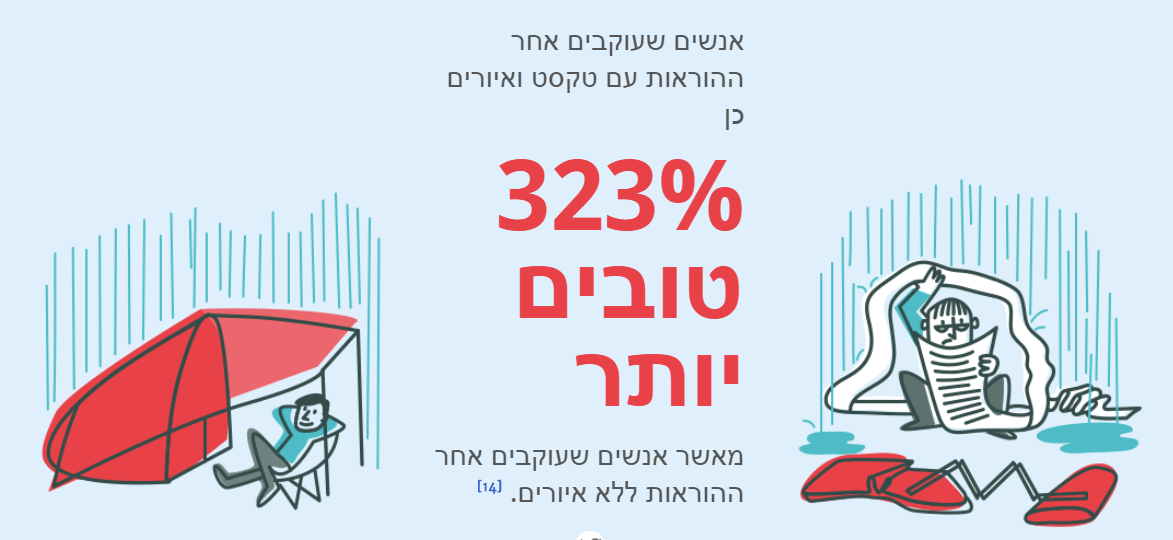 אנשים שעוקבים אחר
ההוראות עם טקסט ואיורים
כן
323%
טובים
יותר
מאשר אנשים שעוקבים אחר
ההוראות ללא איורים. [14]